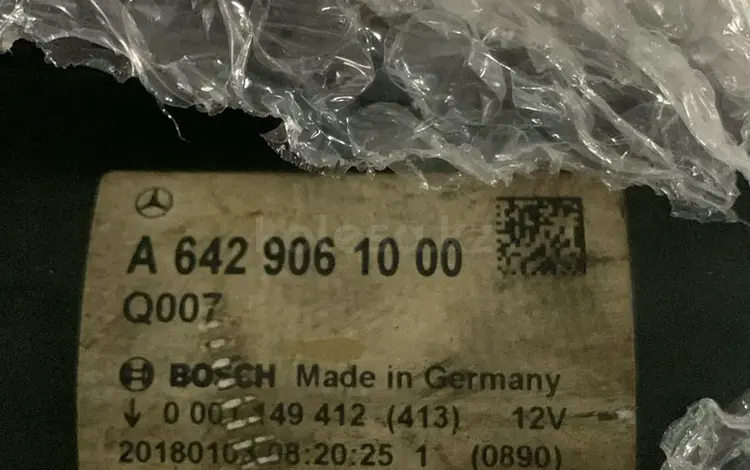 A 642 906 10 00
Q007
BOSCH Made in Germany
↓ 0 001 149 412 (413) 12V
20180103 08:20:25 1 (0890)